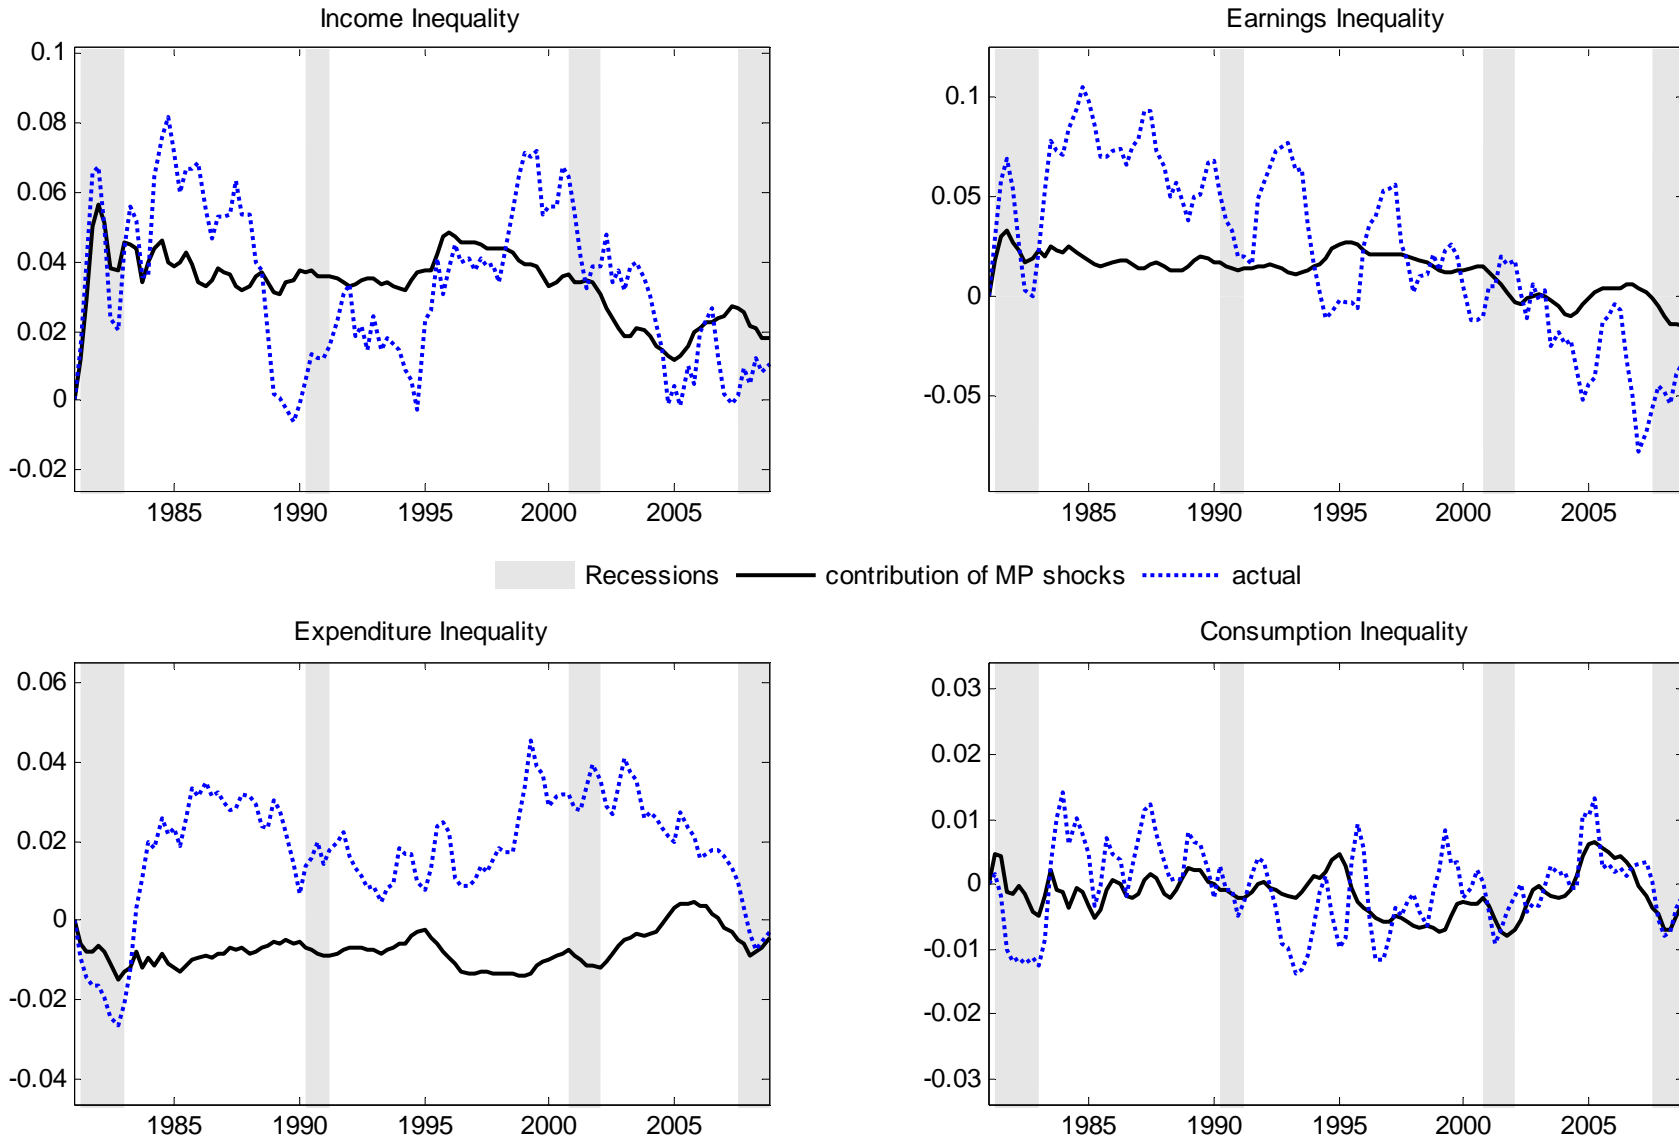 Income Inequality
0.1
0.08
0.06
0.04
0.02
0
-0.02
1985 1990 1995 2000 2005
Earnings Inequality
0.1
0.05
0
-0.05
1985 1990 1995 2000 2005
Recessions contribution of MP shocks actual
Expenditure Inequality
0.06
0.04
0.02
0
-0.02
-0.04
1985 1990 1995 2000 2005
Consumption Inequality
0.03
0.02
0.01
0
-0.01
-0.02
-0.03
1985 1990 1995 2000 2005